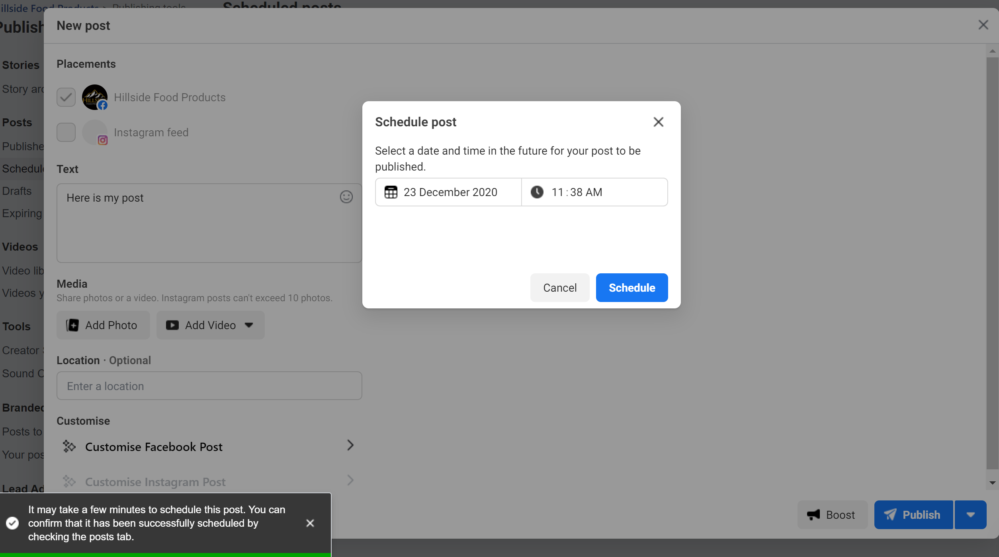 Hillside Food Products > Publishing tools
Scheduled posts
Publish
New post
Stories
Story arc
Posts
Publishe
Schedule
Drafts
Expiring
Videos
Video lib
Videos y
Tools
Creator S
Sound C
Branded
Posts to
Your pos
Lead Ad
Placements
HILLS
Hillside Food Products
Instagram feed
Text
Here is my post
Media
Share photos or a video. Instagram posts can't exceed 10 photos.
Add Photo
Add Video
Location · Optional
Enter a location
Customise
Customise Facebook Post
Customise Instagram Post
Schedule post
Select a date and time in the future for your post to be
published.
23 December 2020
11 : 38 AM
Cancel
Schedule
Boost
Publish
It may take a few minutes to schedule this post. You can
confirm that it has been successfully scheduled by
checking the posts tab.